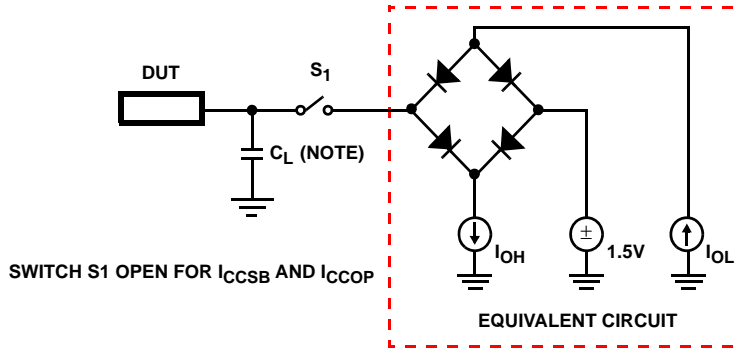 DUT
S1
CL (NOTE)
±
IOH
1.5V
IOL
SWITCH S1 OPEN FOR ICCSB AND ICCOP
EQUIVALENT CIRCUIT